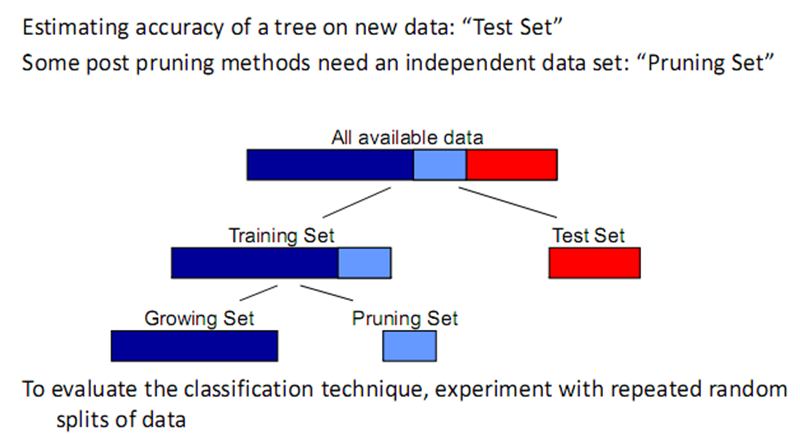 Estimating accuracy of a tree on new data: “Test Set”
Some post pruning methods need an independent data set: “Pruning Set”
All available data
Training Set
Test Set
Growing Set
Pruning Set
To evaluate the classification technique, experiment with repeated random
splits of data